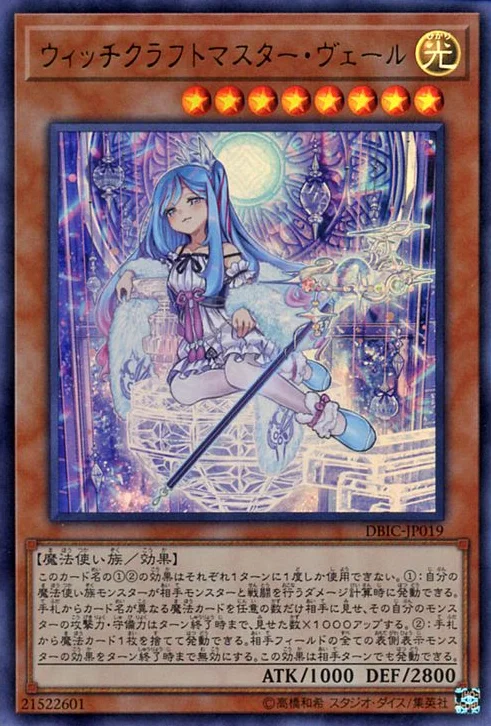 ウィッチクラフトマスター・ヴェール
光
DBIC-JP019
【魔法使い族／効果】
このカード名の①②の効果はそれぞれ1ターンに1度しか使用できない。①：自分の
魔法使い族モンスターが相手モンスターと戦闘を行うダメージ計算時に発動できる。
手札からカード名が異なる魔法カードを任意の数だけ相手に見せ、その自分のモンス
ターの攻撃力・守備力はターン終了時まで、見せた数×1000アップする。②：手札
から魔法カード1枚を捨てて発動できる。相手フィールドの全ての表側表示モン
スターの効果をターン終了時まで無効にする。この効果は相手ターンでも発動できる。
ATK/1000 DEF/2800
21522601
©高橋和希 スタジオ・ダイス/集英社